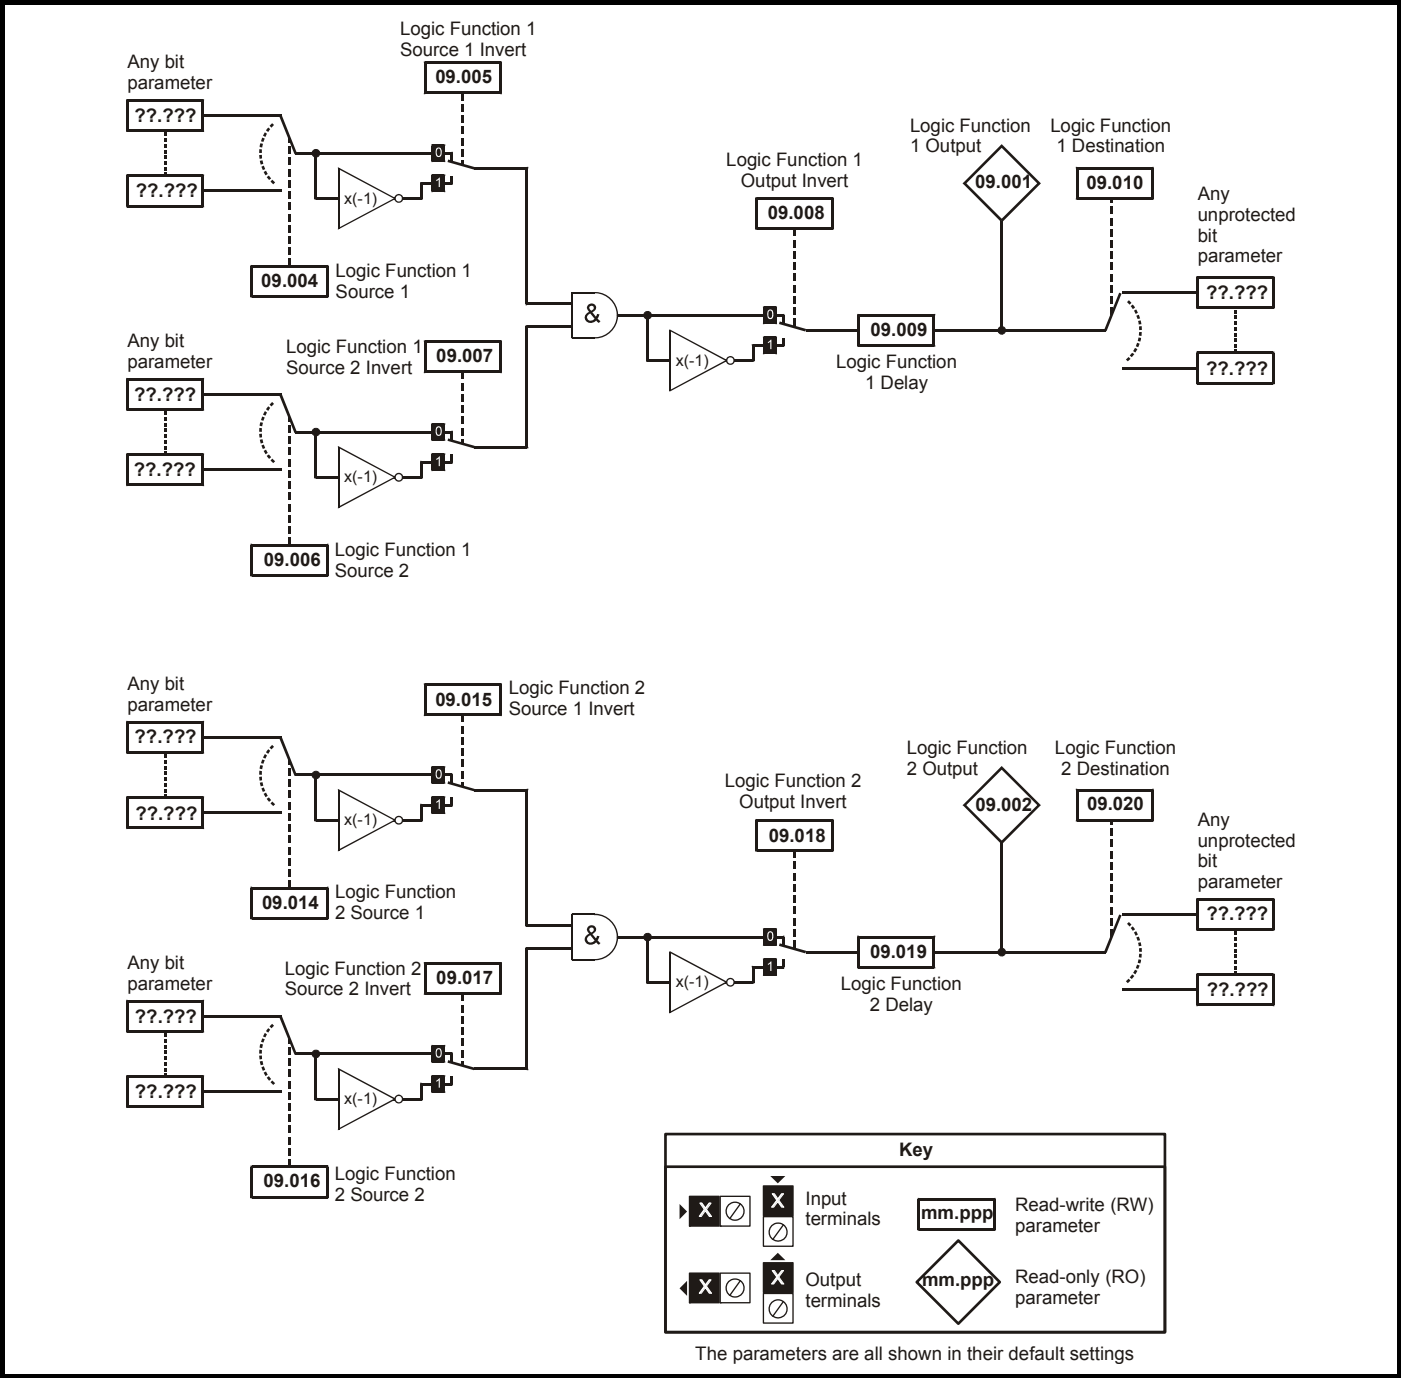 Logic Function 1
Source 1 Invert
09.005
Any bit
parameter
??.???
??.???
0
1
x(-1)
09.004
Logic Function 1
Source 1
Any bit
parameter
??.???
??.???
Logic Function 1
Source 2 Invert
09.007
0
1
x(-1)
09.006
Logic Function 1
Source 2
&
Logic Function 1
Output Invert
09.008
0
1
x(-1)
09.009
Logic Function
1 Delay
Logic Function
1 Output
09.001
Logic Function
1 Destination
09.010
Any
unprotected
bit
parameter
??.???
??.???
Any bit
parameter
??.???
??.???
09.015
Logic Function 2
Source 1 Invert
0
1
x(-1)
09.014
Logic Function
2 Source 1
Any bit
parameter
??.???
??.???
Logic Function 2
Source 2 Invert
09.017
0
1
x(-1)
09.016
Logic Function
2 Source 2
&
Logic Function 2
Output Invert
09.018
0
1
x(-1)
09.019
Logic Function
2 Delay
Logic Function
2 Output
09.002
Logic Function
2 Destination
09.020
Any
unprotected
bit
parameter
??.???
??.???
Key
X
X
Input
terminals
mm.ppp
Read-write (RW)
parameter
X
X
Output
terminals
mm.ppp
Read-only (RO)
parameter
The parameters are all shown in their default settings